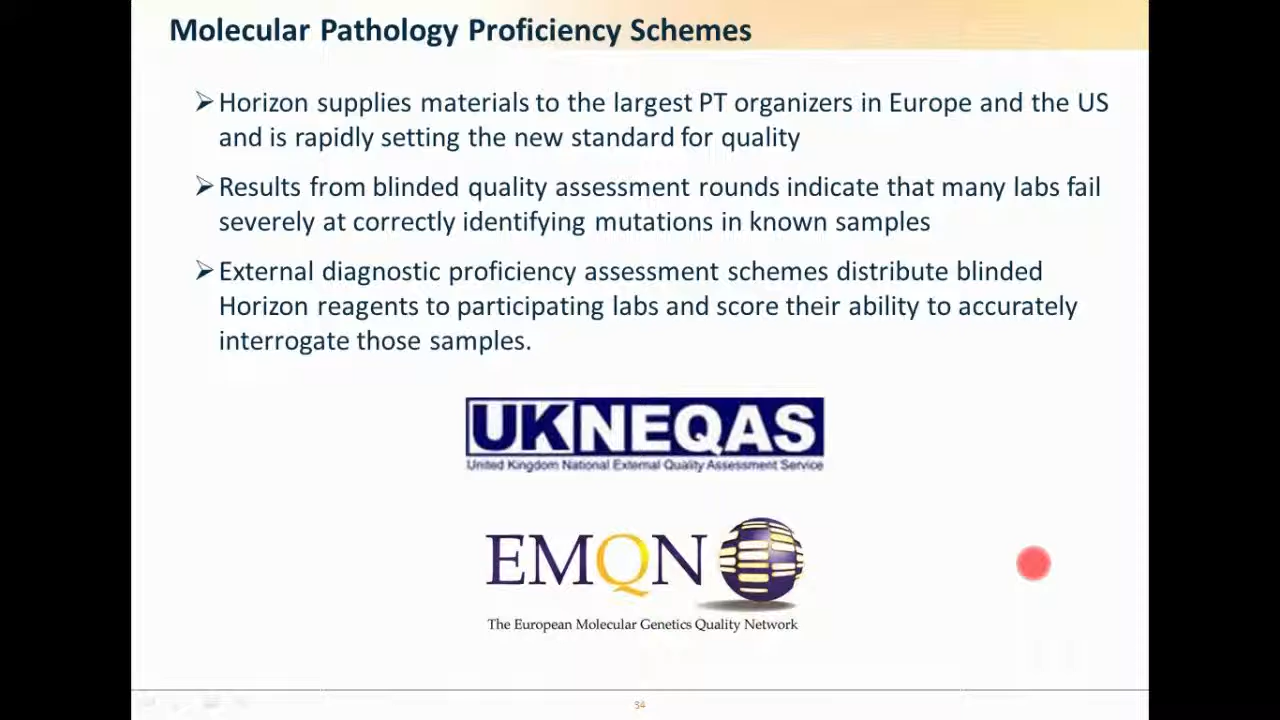 Molecular Pathology Proficiency Schemes
Horizon supplies materials to the largest PT organizers in Europe and the US
and is rapidly setting the new standard for quality
Results from blinded quality assessment rounds indicate that many labs fail
severely at correctly identifying mutations in known samples
External diagnostic proficiency assessment schemes distribute blinded
Horizon reagents to participating labs and score their ability to accurately
interrogate those samples.
UKNEQAS
United Kingdom National External Quality Assessment Service
EMQN
The European Molecular Genetics Quality Network
34